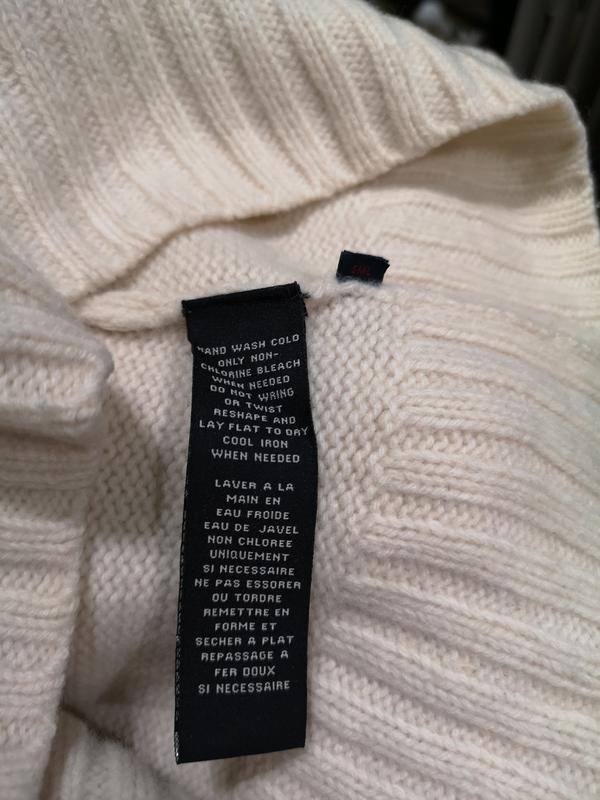 HAND WASH COLD
ONLY NON-
CHLORINE BLEACH
WHEN NEEDED
DO NOT WRING
OR TWIST
RESHAPE AND
LAY FLAT TO DRY
COOL IRON
WHEN NEEDED
LAVER A LA
MAIN EN
EAU FROIDE
EAU DE JAVEL
NON CHLOREE
UNIQUEMENT
SI NECESSAIRE
NE PAS ESSORER
OU TORDRE
REMETTRE EN
FORME ET
SECHER A PLAT
REPASSAGE A
FER DOUX
SI NECESSAIRE